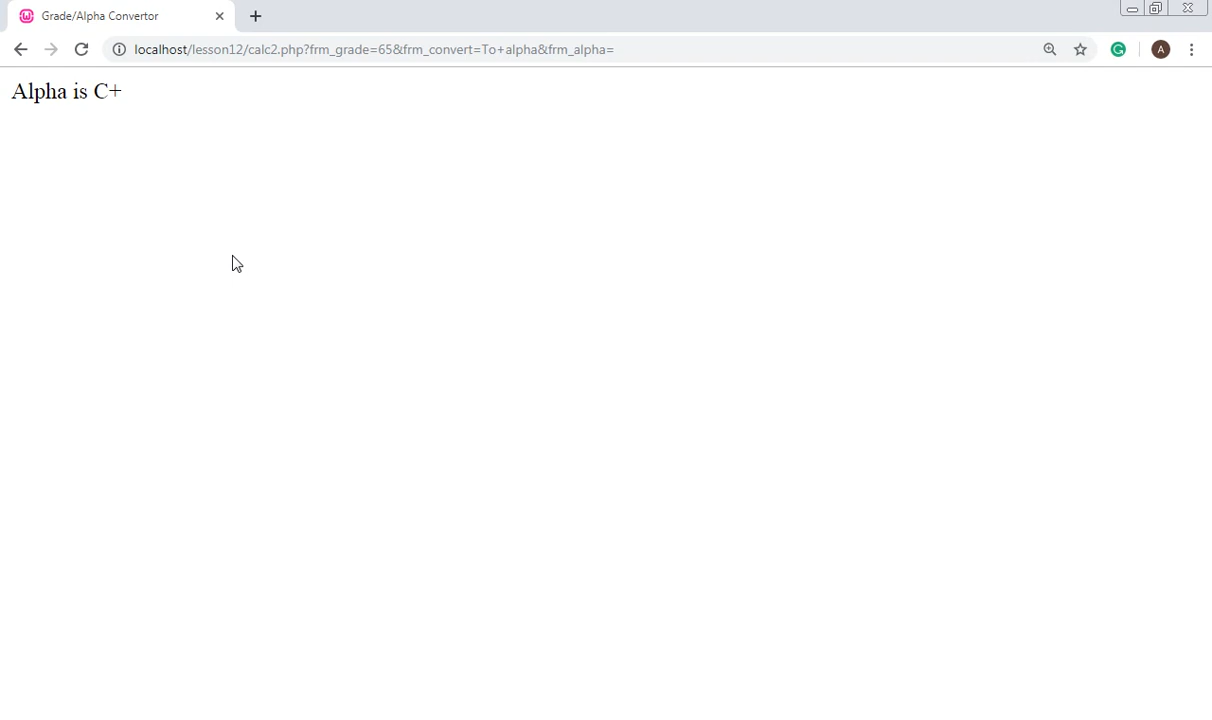 Grade/Alpha Convertor
localhost/lesson12/calc2.php?frm_grade=65&frm_convert=To+alpha&frm_alpha=
A
Alpha is C+